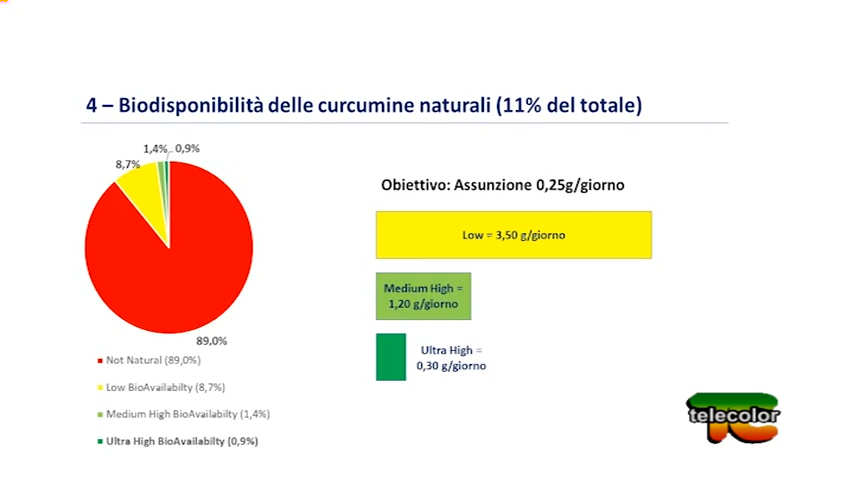 4 – Biodisponibilità delle curcumine naturali (11% del totale)
1,4%
0,9%
8,7%
89,0%
Not Natural (89,0%)
Low BioAvailabilty (8,7%)
Medium High BioAvailabilty (1,4%)
Ultra High BioAvailabilty (0,9%)
Obiettivo: Assunzione 0,25g/giorno
Low = 3,50 g/giorno
Medium High =
1,20 g/giorno
Ultra High =
0,30 g/giorno
telecolor